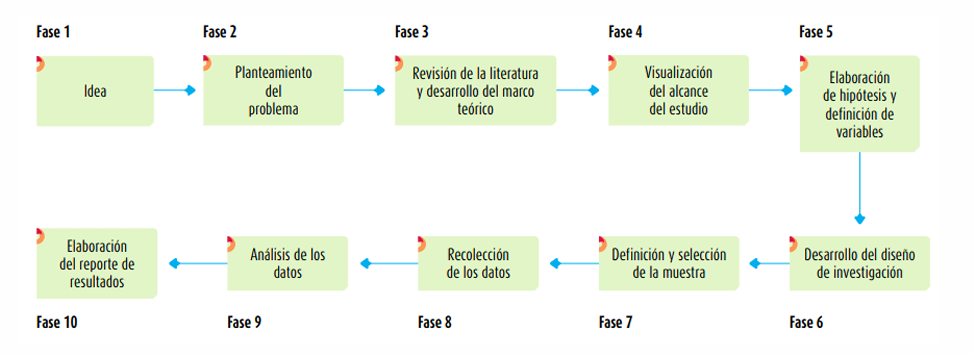 Fase 1
Idea
Fase 2
Planteamiento
del
problema
Fase 3
Revisión de la literatura
y desarrollo del marco
teórico
Fase 4
Visualización
del alcance
del estudio
Fase 5
Elaboración
de hipótesis y
definición de
variables
Desarrollo del diseño
de investigación
Fase 6
Definición y selección
de la muestra
Fase 7
Recolección
de los datos
Fase 8
Análisis de los
datos
Fase 9
Elaboración
del reporte de
resultados
Fase 10